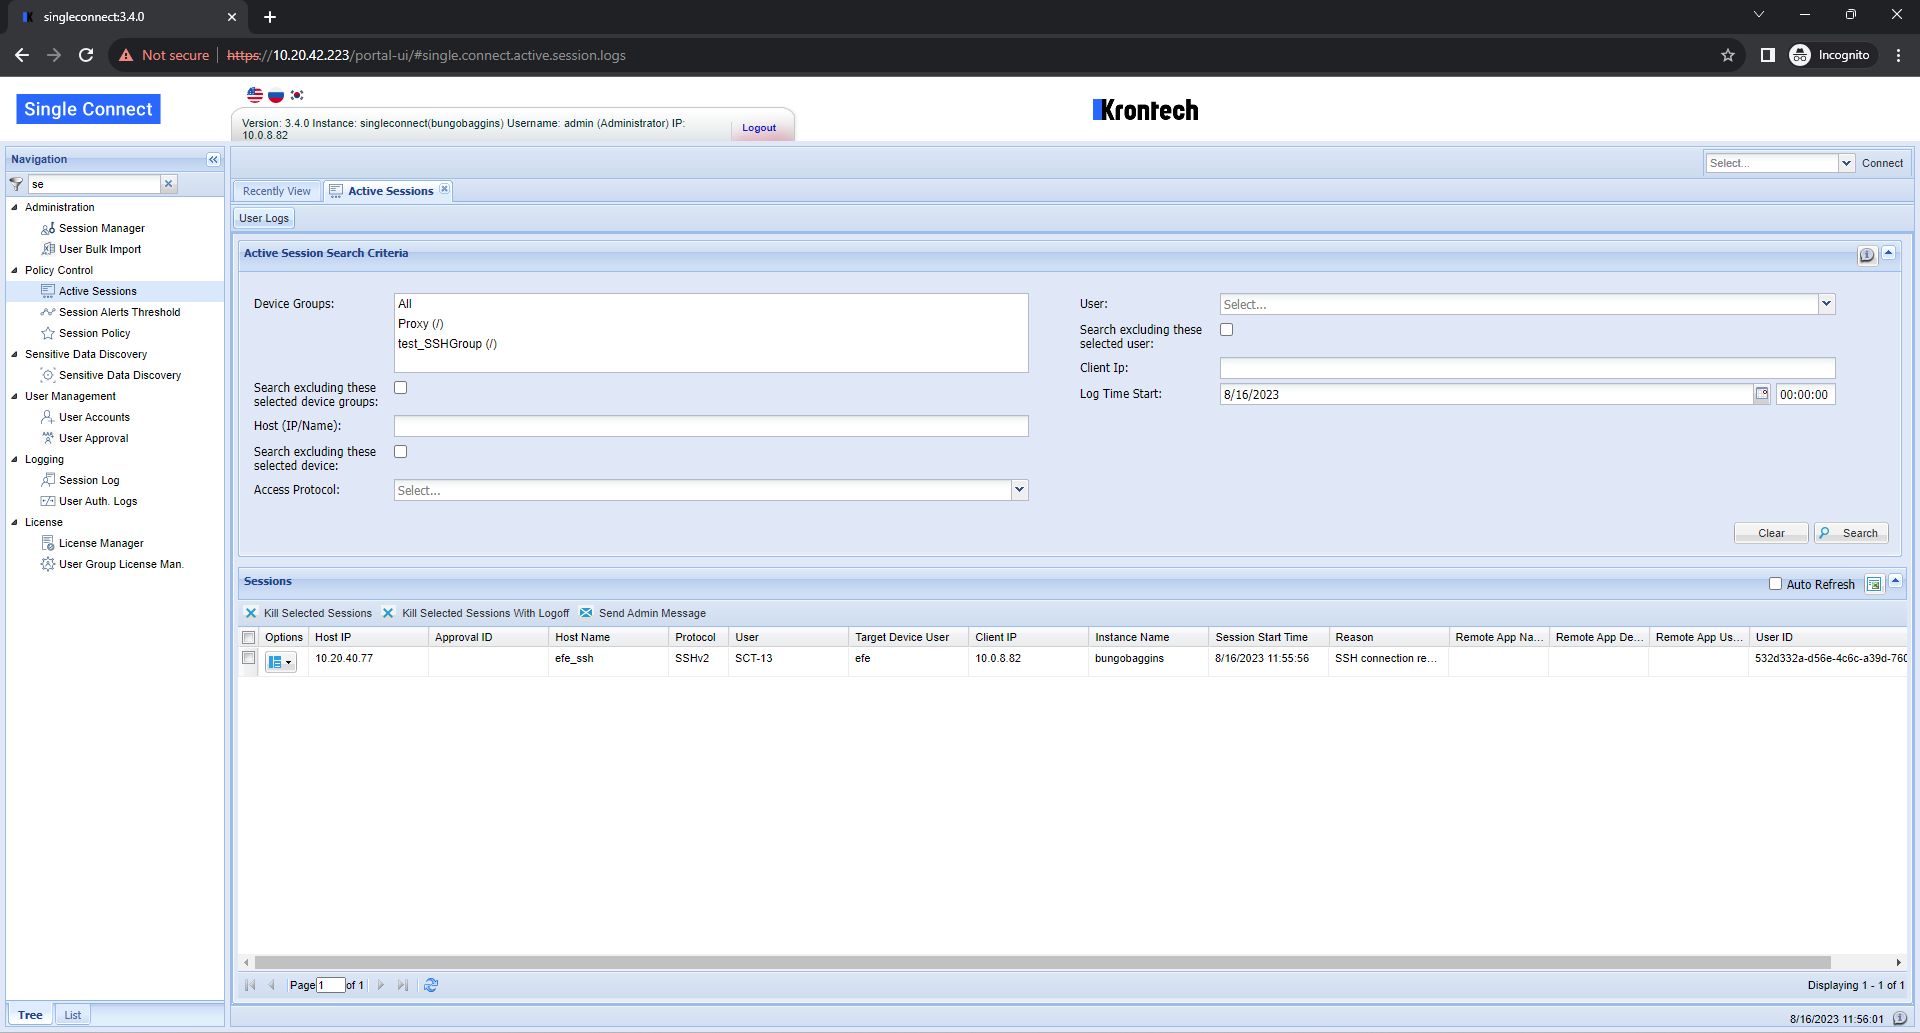 singleconnect:3.4.0
Not secure https://10.20.42.223/portal-ui/#single.connect.active.session.logs Incognito
Single Connect
Version: 3.4.0 Instance: singleconnect(bungobaggins) Username: admin (Administrator) IP:
10.0.8.82
Logout
Krontech
Navigation
se
Administration
Session Manager
User Bulk Import
Policy Control
Active Sessions
Session Alerts Threshold
Session Policy
Sensitive Data Discovery
Sensitive Data Discovery
User Management
User Accounts
User Approval
Logging
Session Log
User Auth. Logs
License
License Manager
User Group License Man.
Tree List
Select... Connect
Recently View Active Sessions
User Logs
Active Session Search Criteria
Device Groups:
All
Proxy (/)
test_SSHGroup (/)
Search excluding these
selected device groups:
Host (IP/Name):
Search excluding these
selected device:
Access Protocol: Select...
User: Select...
Search excluding these
selected user:
Client Ip:
Log Time Start: 8/16/2023 00:00:00
Clear Search
Sessions
Auto Refresh
Kill Selected Sessions Kill Selected Sessions With Logoff Send Admin Message
Options Host IP Approval ID Host Name Protocol User Target Device User Client IP Instance Name Session Start Time Reason Remote App Na... Remote App De... Remote App Us... User ID
10.20.40.77 efe_ssh SSHv2 SCT-13 efe 10.0.8.82 bungobaggins 8/16/2023 11:55:56 SSH connection re... 532d332a-d56e-4c6c-a39d-760
Page 1 of 1
Displaying 1 - 1 of 1
8/16/2023 11:56:01